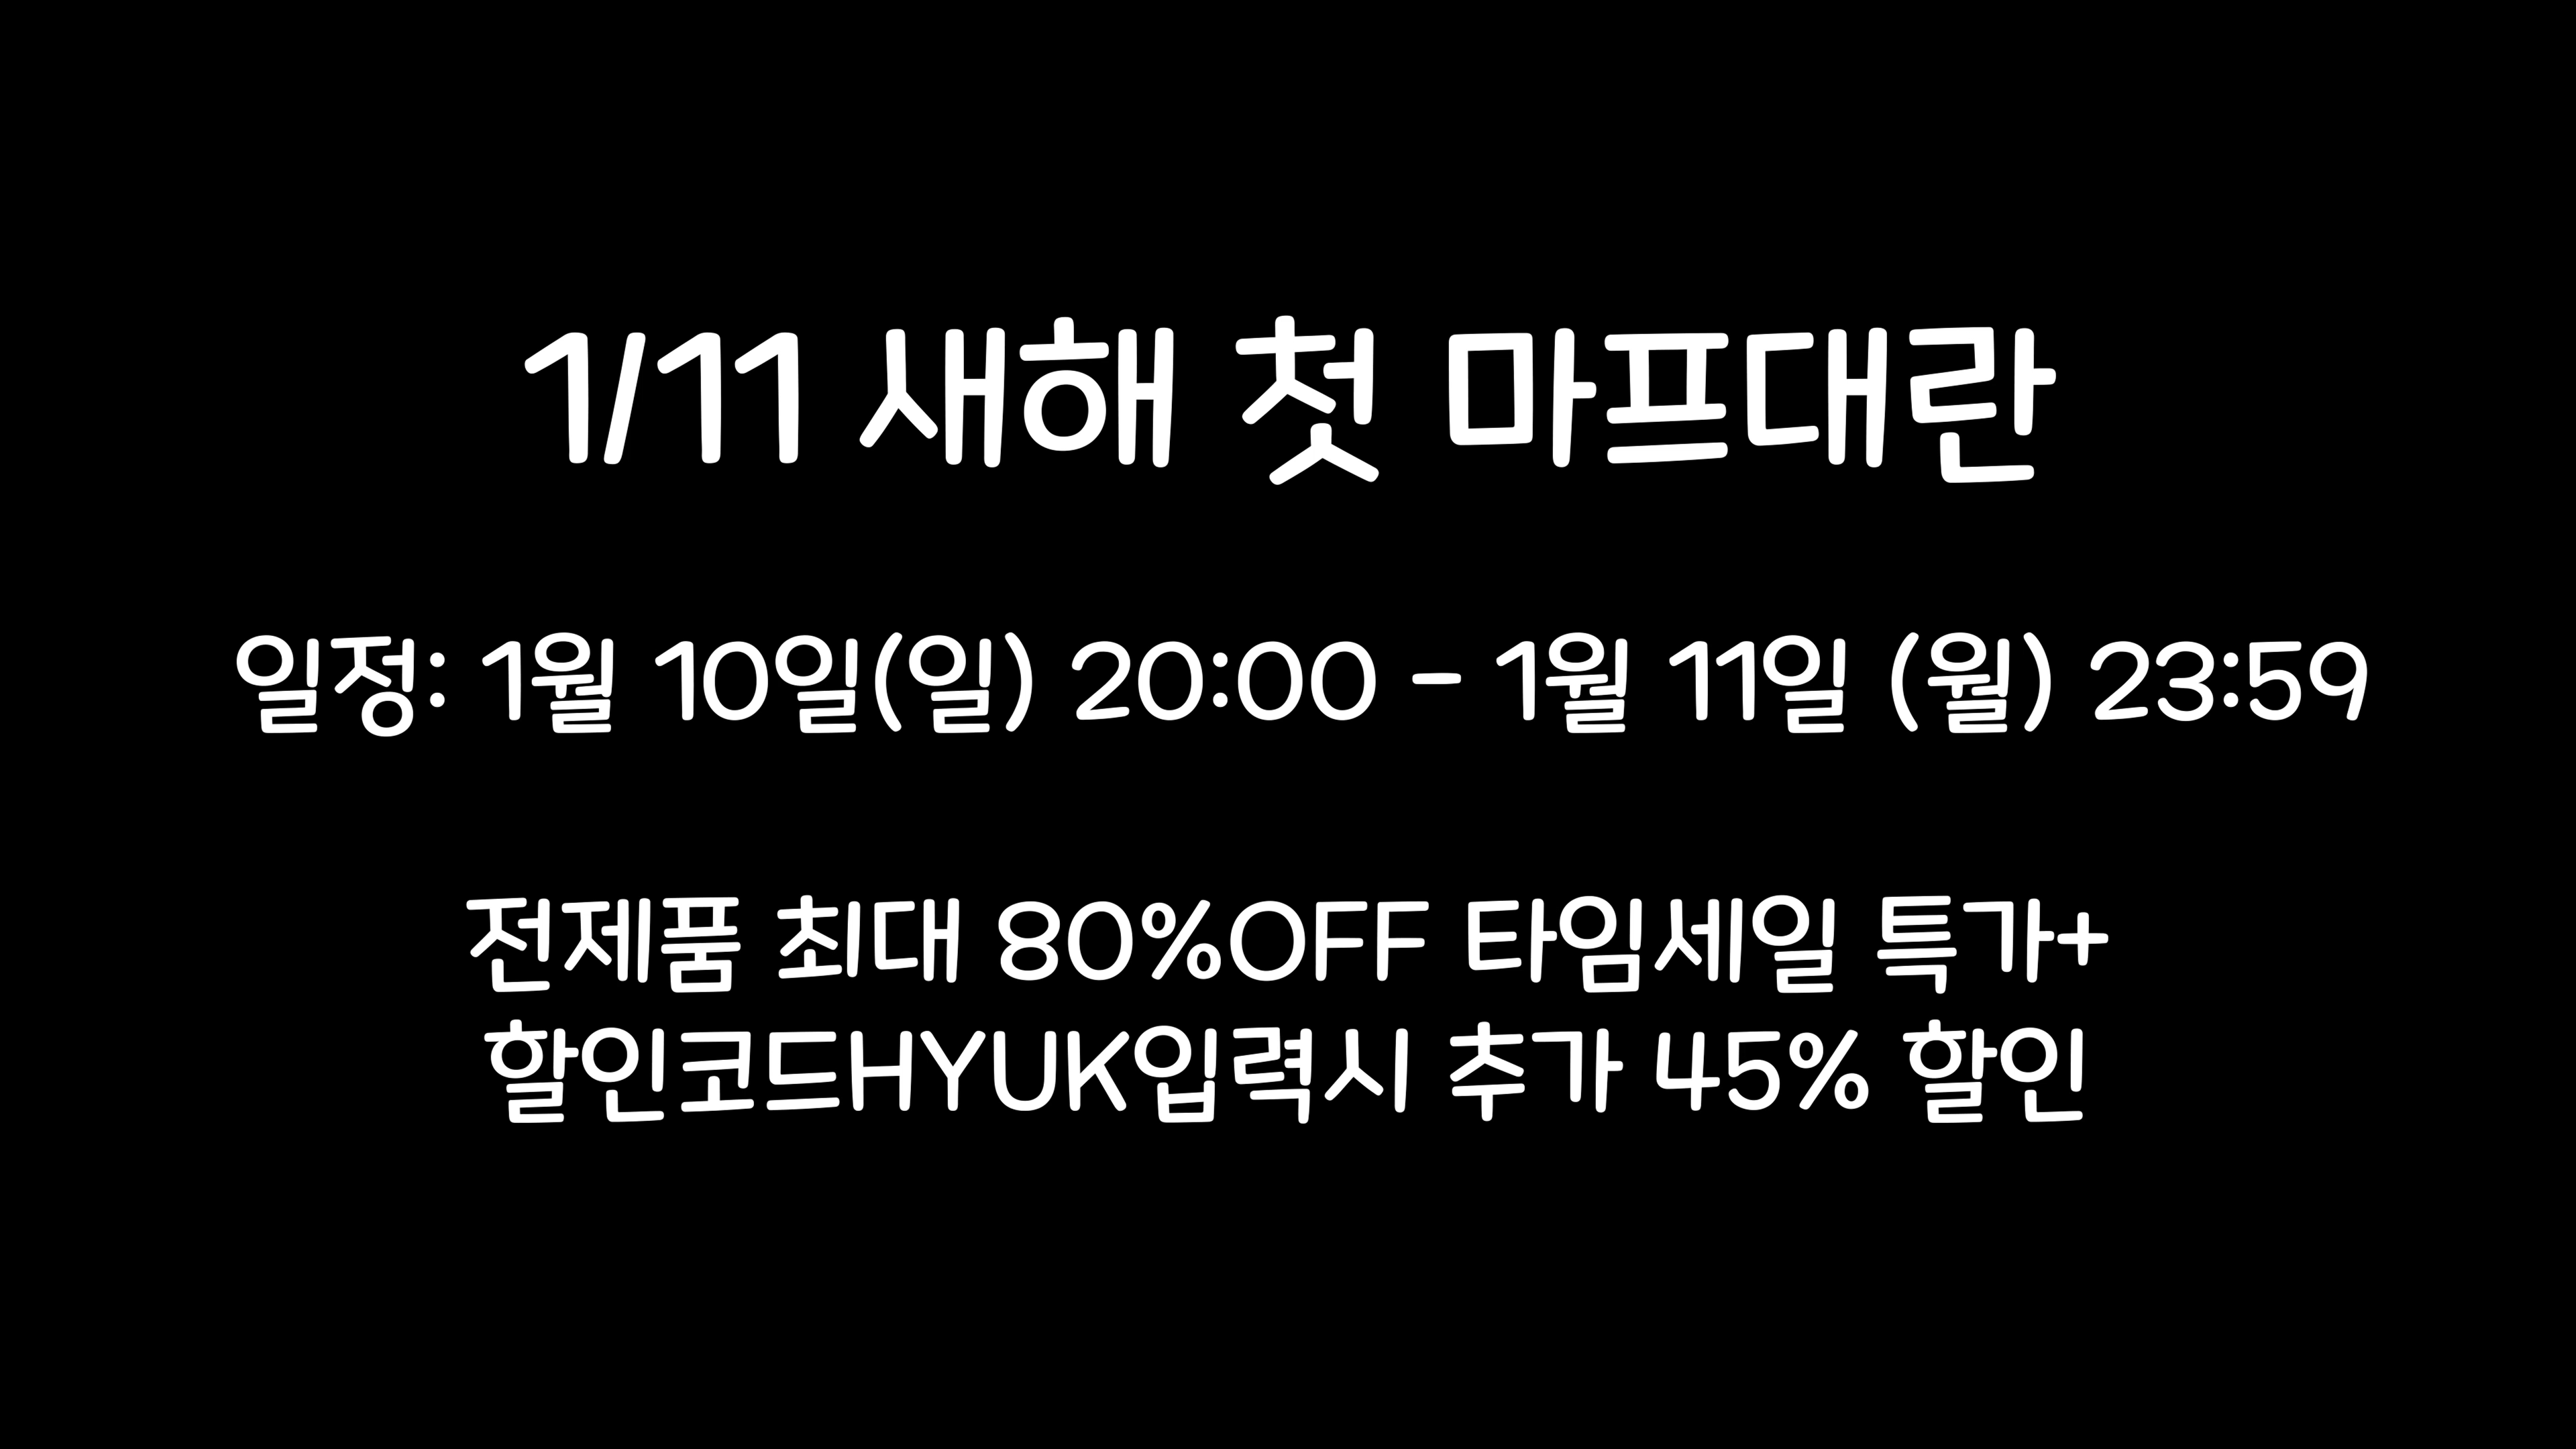 1/11 새해 첫 마프대란
일정: 1월 10일(일) 20:00 - 1월 11일 (월) 23:59
전제품 최대 80%OFF 타임세일 특가+
할인코드HYUK입력시 추가 45% 할인